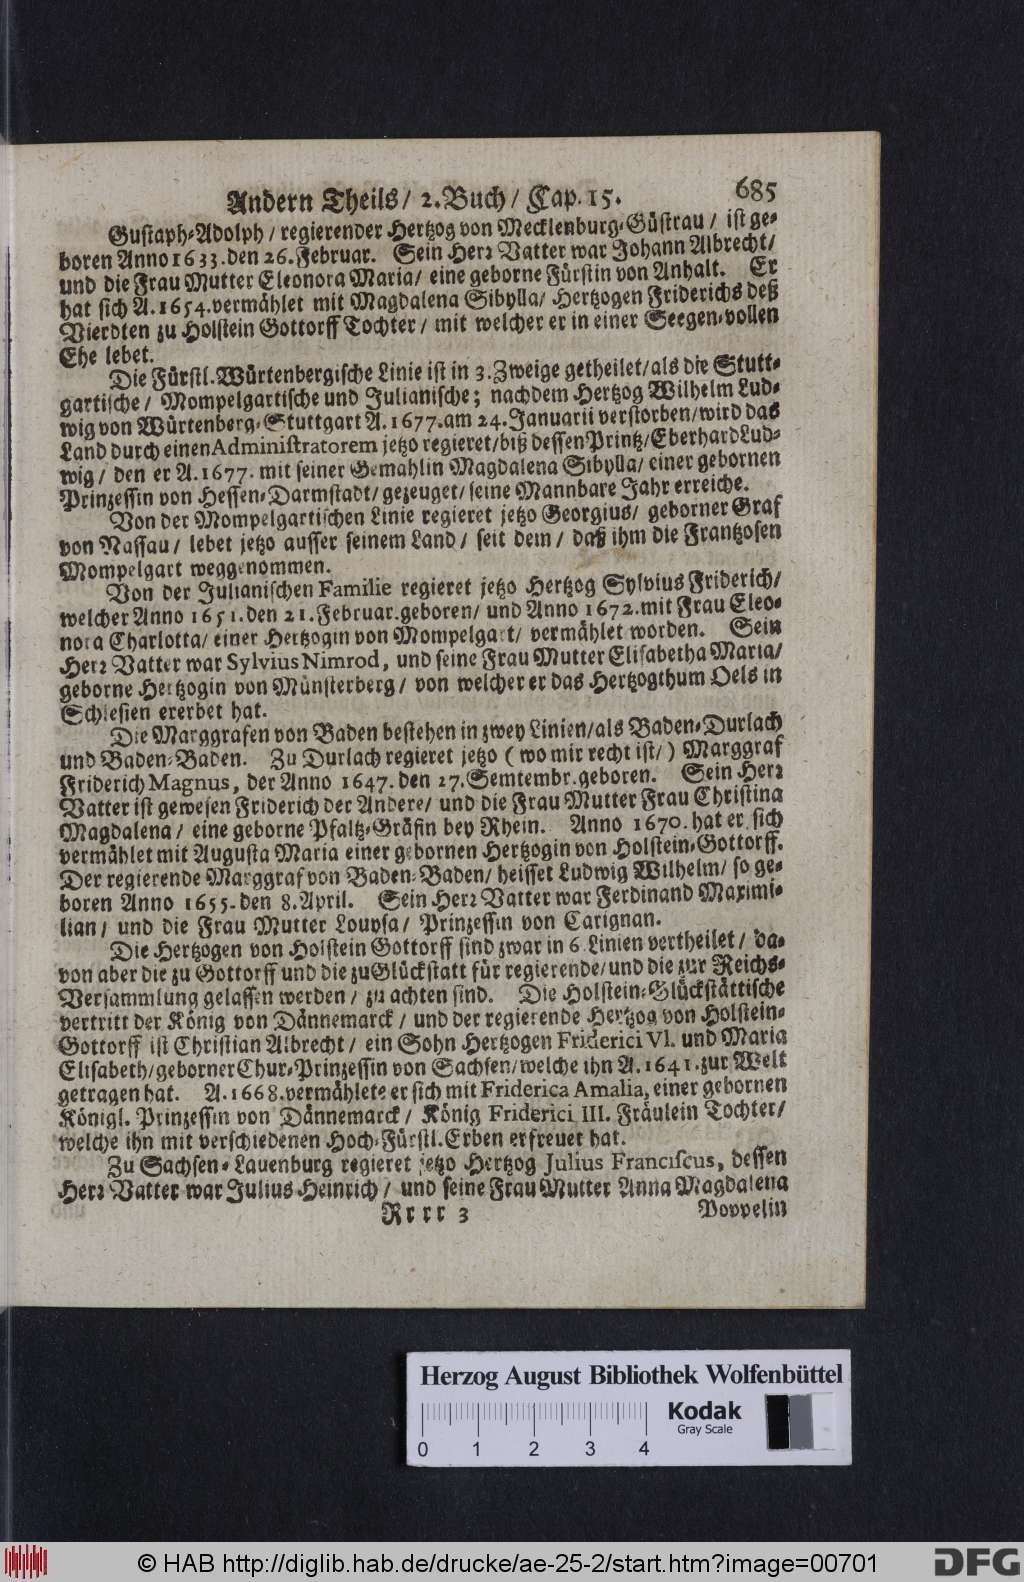 Andern Theils / 2. Buch / Cap. 15. 685
Gustaph-Adolph / regierender Hertzog von Mecklenburg-Güstrau / ist ge-
boren Anno 1633. den 26. Februar. Sein Herr Vatter war Johann Albrecht /
und die Frau Mutter Eleonora Maria / eine geborne Fürstin von Anhalt. Er
hat sich A. 1654. vermählet mit Magdalena Sibylla / Hertzogen Friderichs deß
Vierdten zu Holstein Gottorff Tochter / mit welcher er in einer Seegen-vollen
Ehe lebet.
Die Fürstl. Würtenbergische Linie ist in 3. Zweige getheilet / als die Stutt-
gartische / Mompelgartische und Julianische; nachdem Hertzog Wilhelm Lud-
wig von Würtenberg-Stuttgart A. 1677. am 24. Januarii verstorben / wird das
Land durch einen Administratorem jetzo regieret / biß dessen Printz / Eberhard Lud-
wig / den er A. 1677. mit seiner Gemahlin Magdalena Sibylla / einer gebornen
Prinzessin von Hessen-Darmstadt / gezeuget / seine Mannbare Jahr erreiche.
Von der Mompelgartischen Linie regieret jetzo Georgius / geborner Graf
von Nassau / lebet jetzo ausser seinem Land / seit dem / daß ihm die Frantzosen
Mompelgart weggenommen.
Von der Julianischen Familie regieret jetzo Hertzog Sylvius Friderich /
welcher Anno 1651. den 21. Februar. geboren / und Anno 1672. mit Frau Eleo-
nora Charlotta / einer Hertzogin von Mompelgart / vermählet worden. Sein
Herr Vatter war Sylvius Nimrod, und seine Frau Mutter Elisabetha Maria /
geborne Hertzogin von Münsterberg / von welcher er das Hertzogthum Oels in
Schlesien ererbet hat.
Die Marggrafen von Baden bestehen in zwey Linien / als Baden-Durlach
und Baden-Baden. Zu Durlach regieret jetzo (wo mir recht ist /) Marggraf
Friderich Magnus, der Anno 1647. den 27. Semtembr. geboren. Sein Herr
Vatter ist gewesen Friderich der Andere / und die Frau Mutter Frau Christina
Magdalena / eine geborne Pfaltz-Gräfin bey Rhein. Anno 1670. hat er sich
vermählet mit Augusta Maria einer gebornen Hertzogin von Holstein-Gottorff.
Der regierende Marggraf von Baden-Baden / heisset Ludwig Wilhelm / so ge-
boren Anno 1655. den 8. April. Sein Herr Vatter war Ferdinand Maximi-
lian / und die Frau Mutter Louysa / Prinzessin von Carignan.
Die Hertzogen von Holstein Gottorff sind zwar in 6. Linien vertheilet / da-
von aber die zu Gottorff und die zu Glückstatt für regierende / und die zur Reichs-
Versammlung gelassen werden / zu achten sind. Die Holstein-Glückstättische
vertritt der König von Dännemarck / und der regierende Hertzog von Holstein-
Gottorff ist Christian Albrecht / ein Sohn Hertzogen Friderici VI. und Maria
Elisabeth / geborner Chur-Prinzessin von Sachsen / welche ihn A. 1641. zur Welt
getragen hat. A. 1668. vermählete er sich mit Friderica Amalia, einer gebornen
Königl. Prinzessin von Dännemarck / König Friderici III. Fräulein Tochter /
welche ihn mit verschiedenen Hoch-Fürstl. Erben erfreuet hat.
Zu Sachsen-Lauenburg regieret jetzo Hertzog Julius Franciscus, dessen
Herr Vatter war Julius Heinrich / und seine Frau Mutter Anna Magdalena
Rrrr 3 Poppelin
Herzog August Bibliothek Wolfenbüttel
Kodak
Gray Scale
0 1 2 3 4
© HAB http://diglib.hab.de/drucke/ae-25-2/start.htm?image=00701
DFG